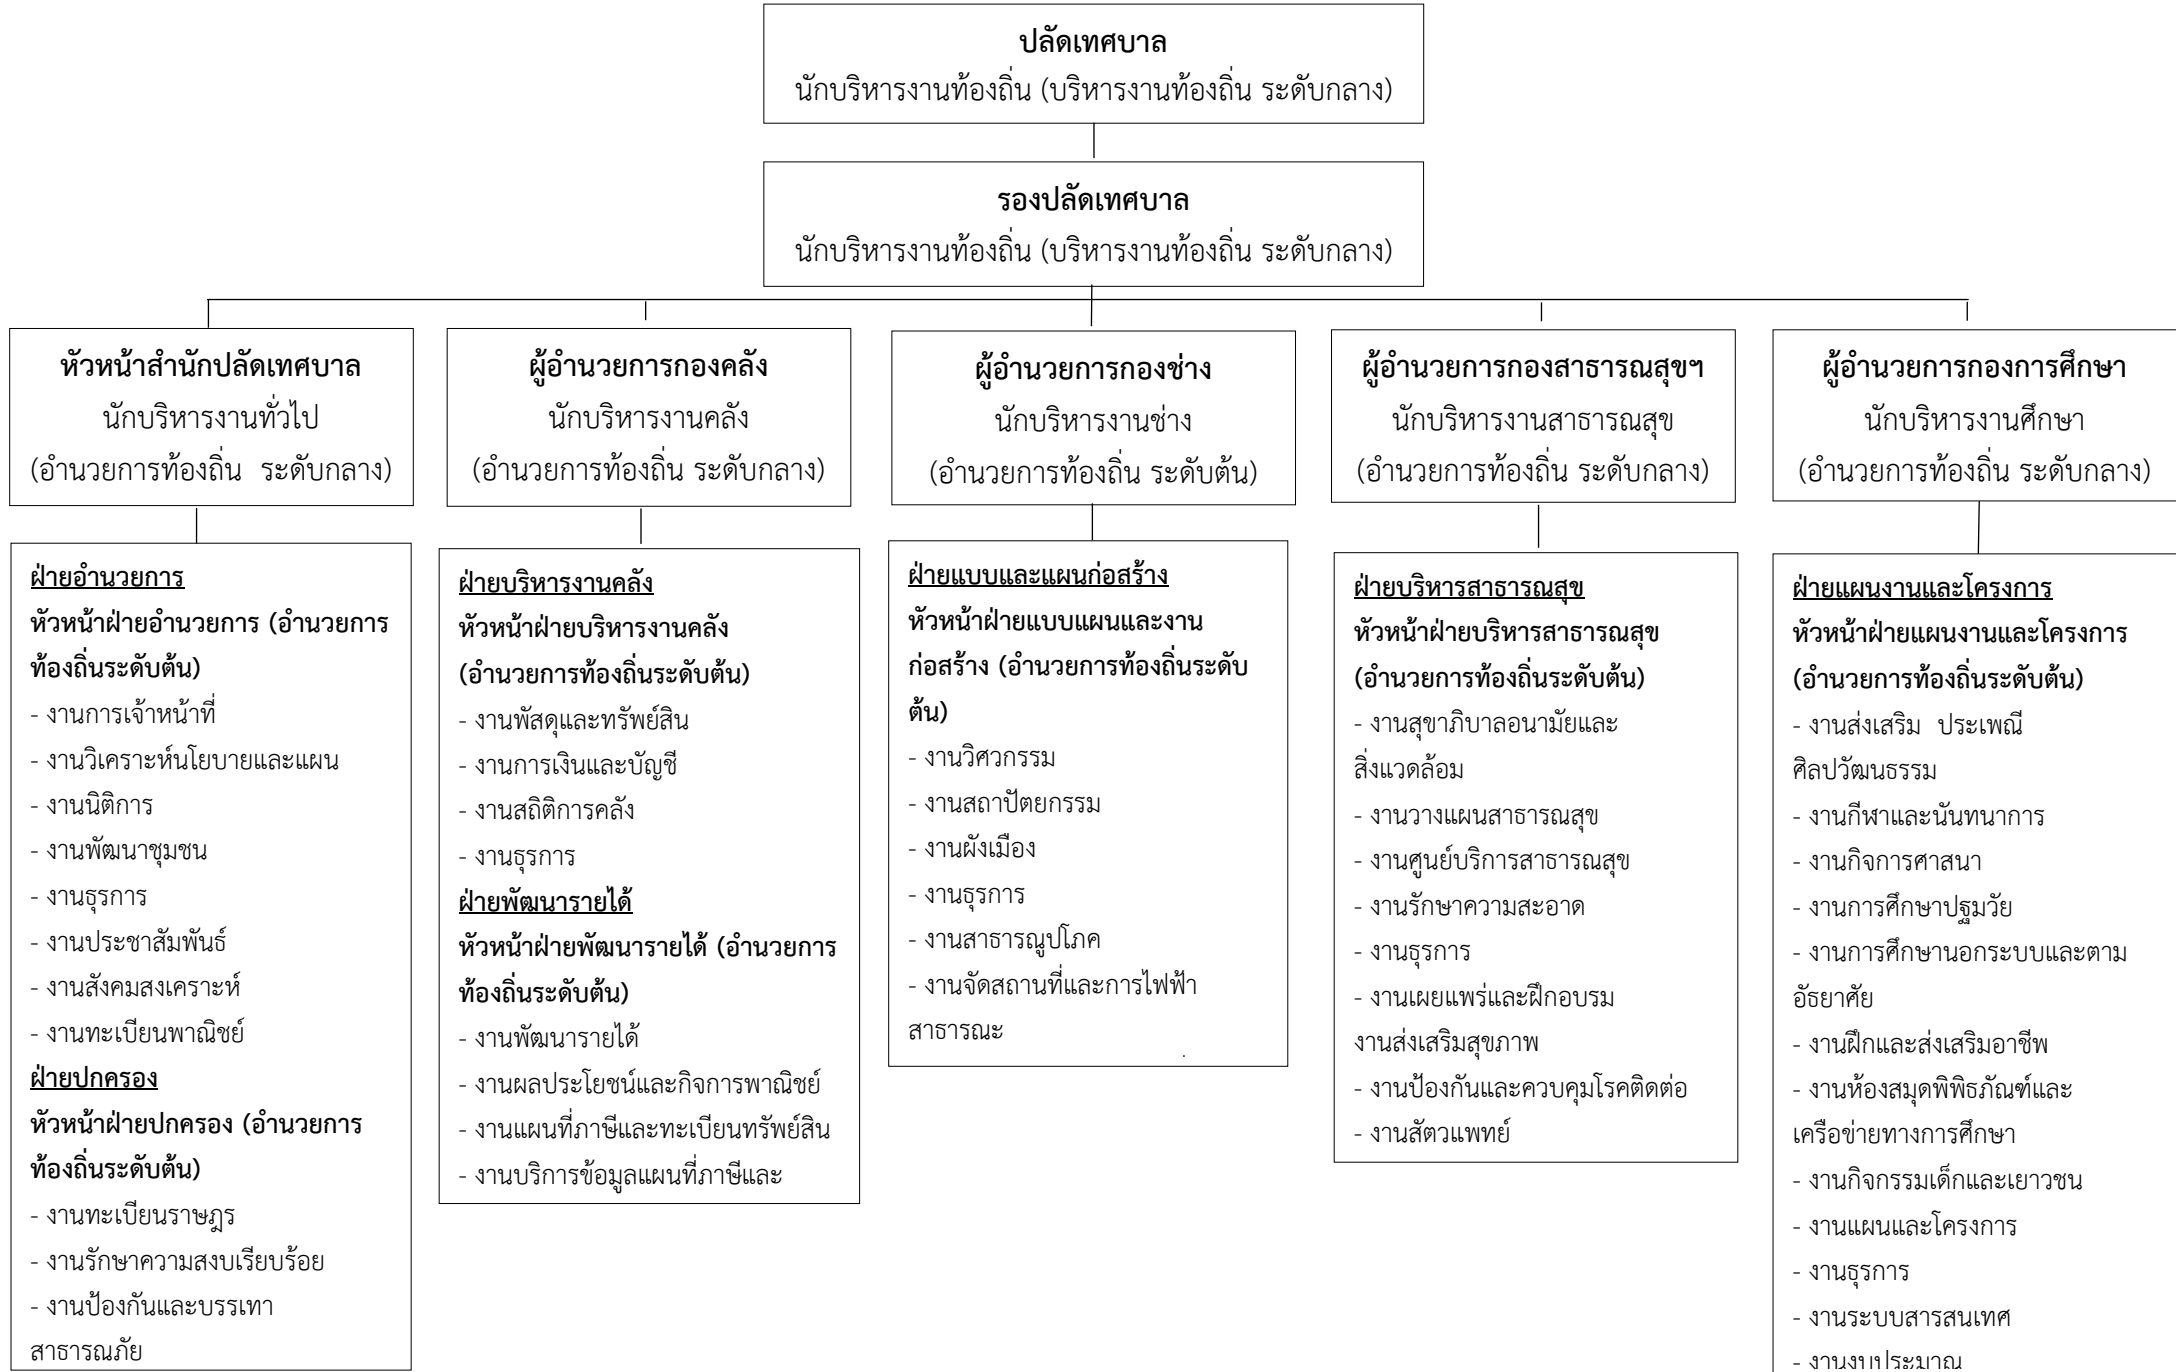 ปลัดเทศบาล
นักบริหารงานท้องถิ่น (บริหารงานท้องถิ่น ระดับกลาง)
รองปลัดเทศบาล
นักบริหารงานท้องถิ่น (บริหารงานท้องถิ่น ระดับกลาง)
หัวหน้าสำนักปลัดเทศบาล
นักบริหารงานทั่วไป
(อำนวยการท้องถิ่น ระดับกลาง)
ผู้อำนวยการกองคลัง
นักบริหารงานคลัง
(อำนวยการท้องถิ่น ระดับกลาง)
ผู้อำนวยการกองช่าง
นักบริหารงานช่าง
(อำนวยการท้องถิ่น ระดับต้น)
ผู้อำนวยการกองสาธารณสุขฯ
นักบริหารงานสาธารณสุข
(อำนวยการท้องถิ่น ระดับกลาง)
ผู้อำนวยการกองการศึกษา
นักบริหารงานศึกษา
(อำนวยการท้องถิ่น ระดับกลาง)
ฝ่ายอำนวยการ
หัวหน้าฝ่ายอำนวยการ (อำนวยการ
ท้องถิ่นระดับต้น)
- งานการเจ้าหน้าที่
- งานวิเคราะห์นโยบายและแผน
- งานนิติการ
- งานพัฒนาชุมชน
- งานธุรการ
- งานประชาสัมพันธ์
- งานสังคมสงเคราะห์
- งานทะเบียนพาณิชย์
ฝ่ายปกครอง
หัวหน้าฝ่ายปกครอง (อำนวยการ
ท้องถิ่นระดับต้น)
- งานทะเบียนราษฎร
- งานรักษาความสงบเรียบร้อย
- งานป้องกันและบรรเทา
สาธารณภัย
ฝ่ายบริหารงานคลัง
หัวหน้าฝ่ายบริหารงานคลัง
(อำนวยการท้องถิ่นระดับต้น)
- งานพัสดุและทรัพย์สิน
- งานการเงินและบัญชี
- งานสถิติการคลัง
- งานธุรการ
ฝ่ายพัฒนารายได้
หัวหน้าฝ่ายพัฒนารายได้ (อำนวยการ
ท้องถิ่นระดับต้น)
- งานพัฒนารายได้
- งานผลประโยชน์และกิจการพาณิชย์
- งานแผนที่ภาษีและทะเบียนทรัพย์สิน
- งานบริการข้อมูลแผนที่ภาษีและ
ฝ่ายแบบและแผนก่อสร้าง
หัวหน้าฝ่ายแบบแผนและงาน
ก่อสร้าง (อำนวยการท้องถิ่นระดับ
ต้น)
- งานวิศวกรรม
- งานสถาปัตยกรรม
- งานผังเมือง
- งานธุรการ
- งานสาธารณูปโภค
- งานจัดสถานที่และการไฟฟ้า
สาธารณะ
ฝ่ายบริหารสาธารณสุข
หัวหน้าฝ่ายบริหารสาธารณสุข
(อำนวยการท้องถิ่นระดับต้น)
- งานสุขาภิบาลอนามัยและ
สิ่งแวดล้อม
- งานวางแผนสาธารณสุข
- งานศูนย์บริการสาธารณสุข
- งานรักษาความสะอาด
- งานธุรการ
- งานเผยแพร่และฝึกอบรม
งานส่งเสริมสุขภาพ
- งานป้องกันและควบคุมโรคติดต่อ
- งานสัตวแพทย์
ฝ่ายแผนงานและโครงการ
หัวหน้าฝ่ายแผนงานและโครงการ
(อำนวยการท้องถิ่นระดับต้น)
- งานส่งเสริม ประเพณี
ศิลปวัฒนธรรม
- งานกีฬาและนันทนาการ
- งานกิจการศาสนา
- งานการศึกษาปฐมวัย
- งานการศึกษานอกระบบและตาม
อัธยาศัย
- งานฝึกและส่งเสริมอาชีพ
- งานห้องสมุดพิพิธภัณฑ์และ
เครือข่ายทางการศึกษา
- งานกิจกรรมเด็กและเยาวชน
- งานแผนและโครงการ
- งานธุรการ
- งานระบบสารสนเทศ
- งานงบประมาณ